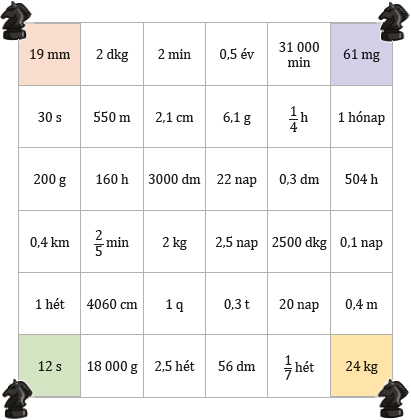 19 mm 2 dkg 2 min 0,5 év 31 000 min 61 mg
30 s 550 m 2,1 cm 6,1 g 1/4 h 1 hónap
200 g 160 h 3000 dm 22 nap 0,3 dm 504 h
0,4 km 2/5 min 2 kg 2,5 nap 2500 dkg 0,1 nap
1 hét 4060 cm 1 q 0,3 t 20 nap 0,4 m
12 s 18 000 g 2,5 hét 56 dm 1/7 hét 24 kg